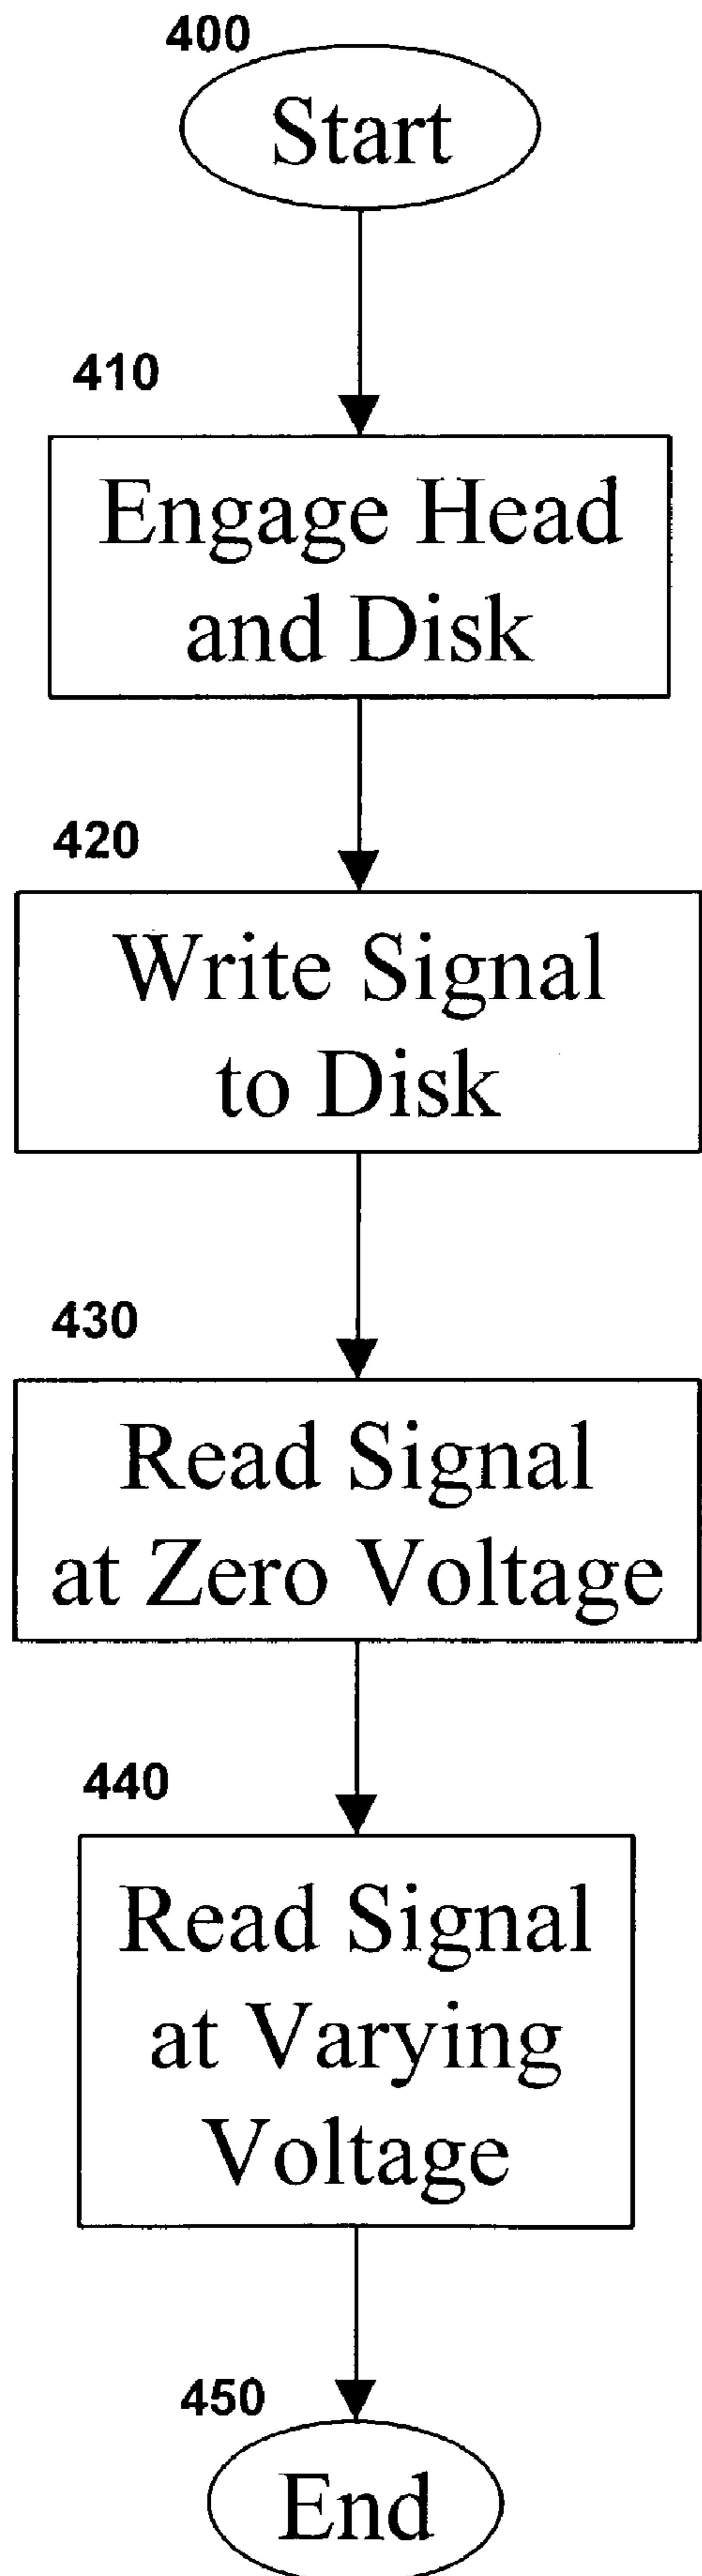 400
Start
410
Engage Head
and Disk
420
Write Signal
to Disk
430
Read Signal
at Zero Voltage
440
Read Signal
at Varying
Voltage
450
End